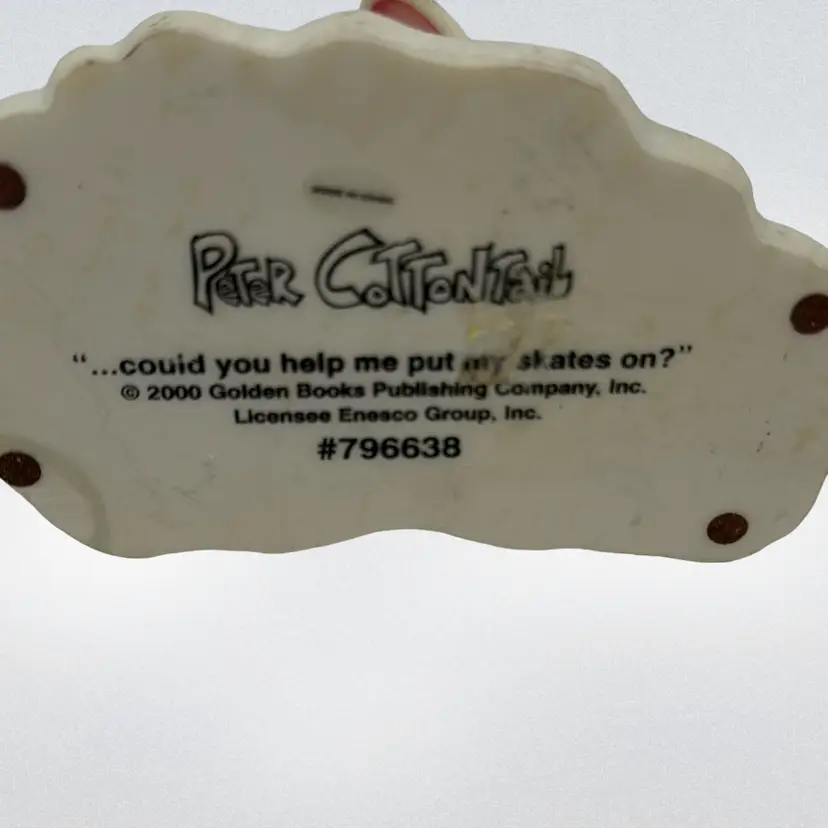 Peter Cottontail
"...could you help me put my skates on?"
© 2000 Golden Books Publishing Company, Inc.
Licensee Enesco Group, Inc.
#796638